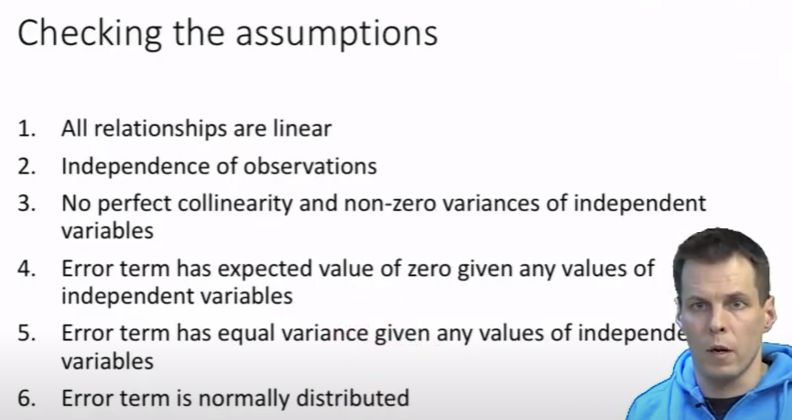 Checking the assumptions
1. All relationships are linear
2. Independence of observations
3. No perfect collinearity and non-zero variances of independent
variables
4. Error term has expected value of zero given any values of
independent variables
5. Error term has equal variance given any values of independe
variables
6. Error term is normally distributed